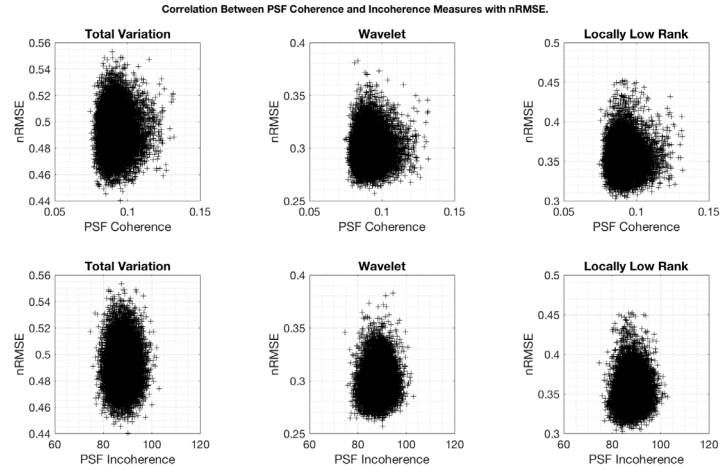 Correlation Between PSF Coherence and Incoherence Measures with nRMSE.
Total Variation
0.56
0.54
0.52
0.5
0.48
0.46
0.44
nRMSE
0.05
0.1
0.15
PSF Coherence
Wavelet
0.4
0.35
0.3
0.25
nRMSE
0.05
0.1
0.15
PSF Coherence
Locally Low Rank
0.5
0.45
0.4
0.35
0.3
nRMSE
0.05
0.1
0.15
PSF Coherence
Total Variation
0.56
0.54
0.52
0.5
0.48
0.46
0.44
nRMSE
60
80
100
120
PSF Incoherence
Wavelet
0.4
0.35
0.3
0.25
nRMSE
60
80
100
120
PSF Incoherence
Locally Low Rank
0.5
0.4
0.3
nRMSE
60
80
100
120
PSF Incoherence